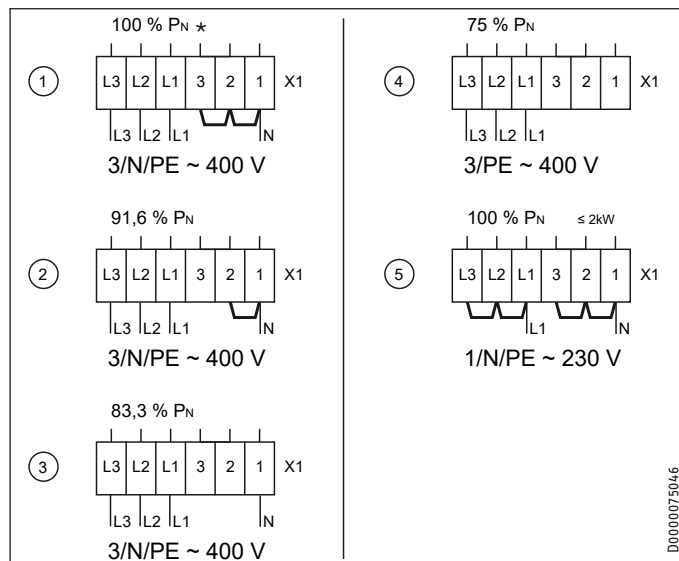 100 % PN *
1
L3 L2 L1 3 2 1 X1
L3 L2 L1 N
3/N/PE ~ 400 V
91,6 % PN
2
L3 L2 L1 3 2 1 X1
L3 L2 L1 N
3/N/PE ~ 400 V
83,3 % PN
3
L3 L2 L1 3 2 1 X1
L3 L2 L1 N
3/N/PE ~ 400 V
75 % PN
4
L3 L2 L1 3 2 1 X1
L3 L2 L1
3/PE ~ 400 V
100 % PN ≤ 2kW
5
L3 L2 L1 3 2 1 X1
L1 N
1/N/PE ~ 230 V
D0000075046